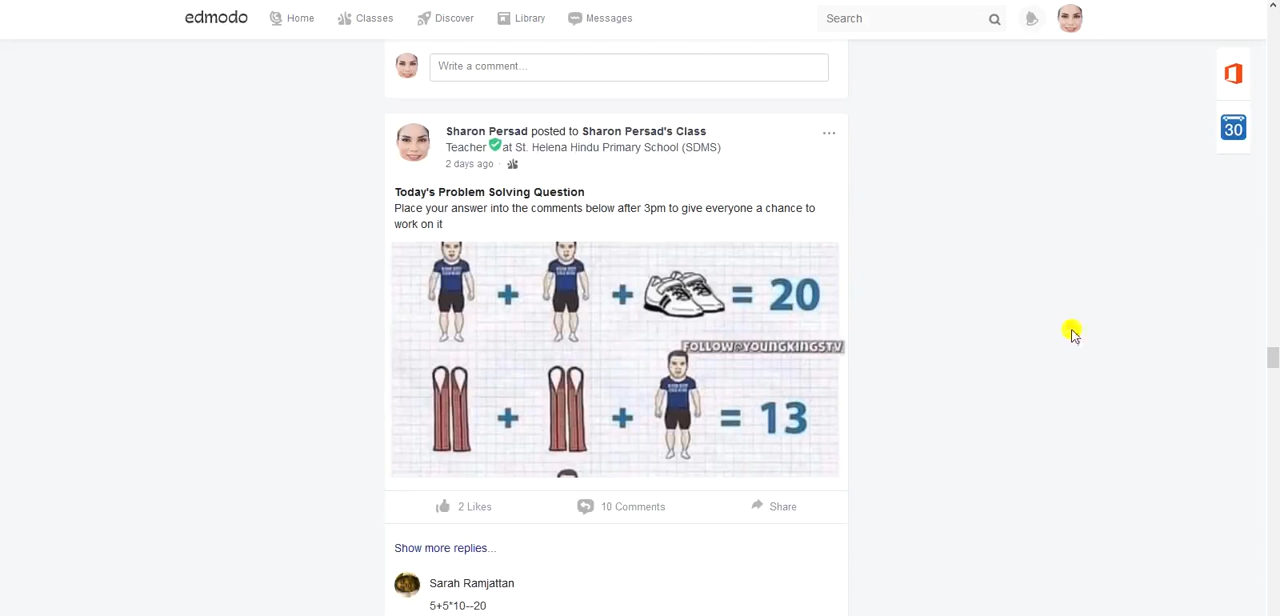 edmodo Home Classes Discover Library Messages Search
Write a comment...
30
Sharon Persad posted to Sharon Persad's Class
Teacher at St. Helena Hindu Primary School (SDMS)
2 days ago ·
Today's Problem Solving Question
Place your answer into the comments below after 3pm to give everyone a chance to
work on it
+ + = 20
FOLLOW@YOUNGKINGSTV
+ + = 13
2 Likes 10 Comments Share
Show more replies...
Sarah Ramjattan
5+5*10--20